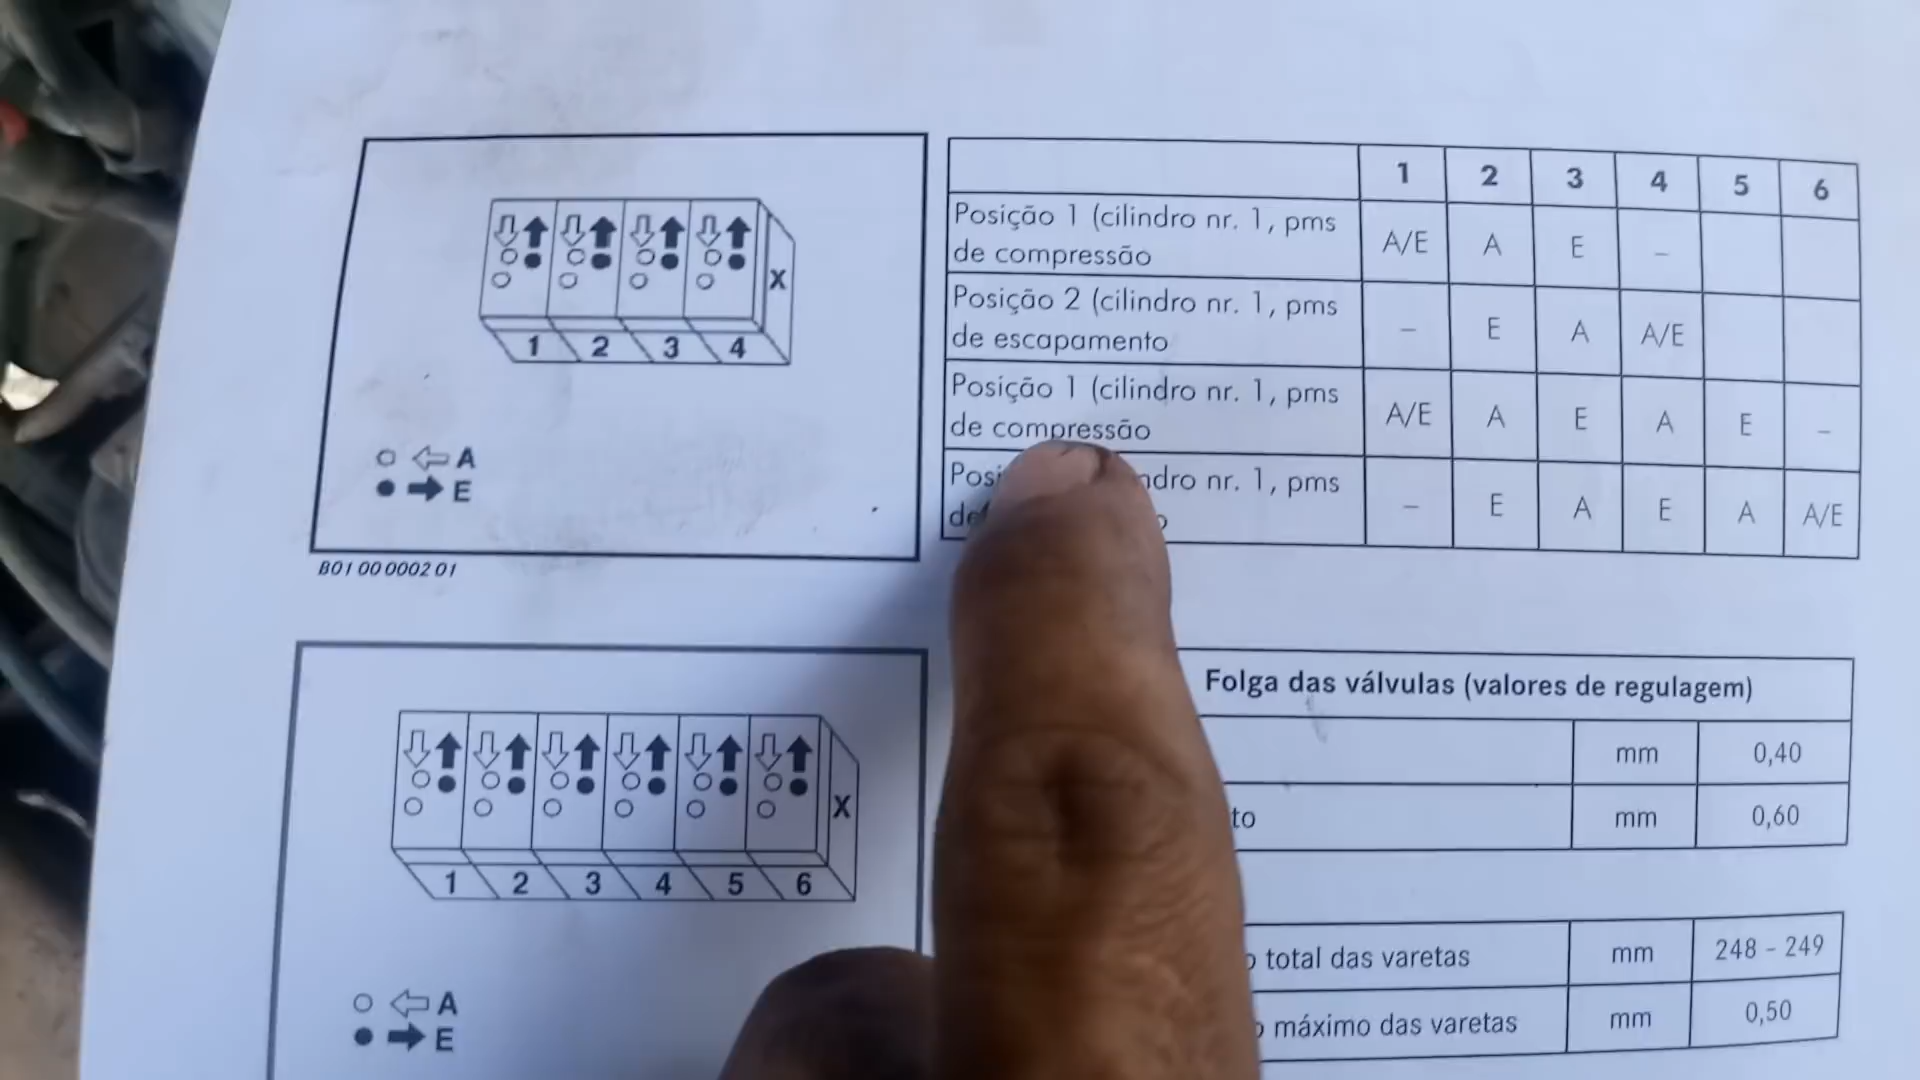 1 2 3 4
X
A
E
B01 00 0002 01
1 2 3 4 5 6
Posição 1 (cilindro nr. 1, pms
de compressão
A/E A E –
Posição 2 (cilindro nr. 1, pms
de escapamento
– E A A/E
Posição 1 (cilindro nr. 1, pms
de compressão
A/E A E A E –
nr. 1, pms
– E A E A A/E
1 2 3 4 5 6
X
A
E
Folga das válvulas (valores de regulagem)
mm 0,40
mm 0,60
total das varetas mm 248 - 249
máximo das varetas mm 0,50